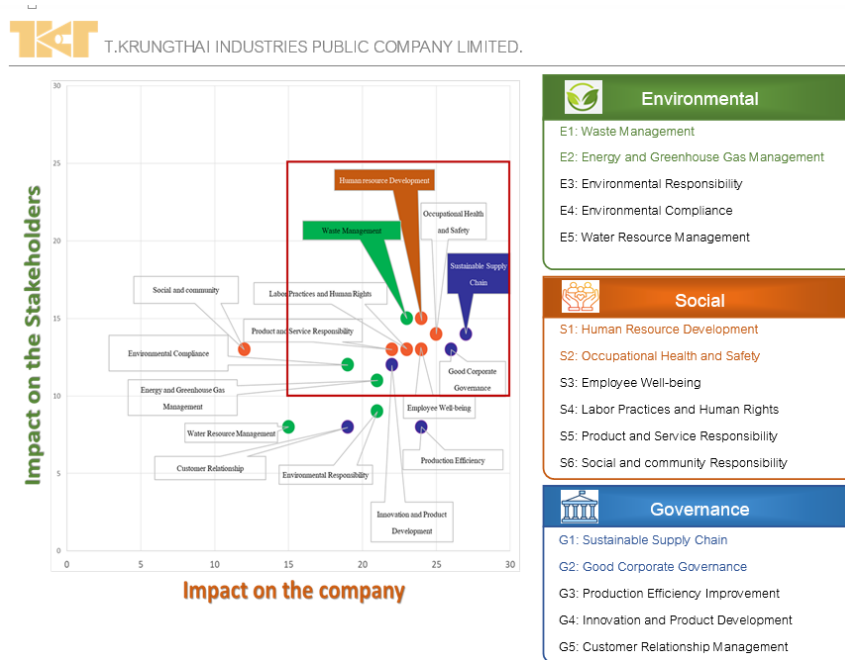 TKT
T.KRUNGTHAI INDUSTRIES PUBLIC COMPANY LIMITED.
Impact on the Stakeholders
30
25
20
15
10
5
0
0
5
10
15
20
25
30
Impact on the company
Human resource Development
Waste Management
Occupational Health
and Safety
Sustainable Supply
Chain
Social and community
Labor Practices and Human Rights
Product and Service Responsibility
Environmental Compliance
Good Corporate
Governance
Energy and Greenhouse Gas
Management
Employee Well-being
Water Resource Management
Customer Relationship
Environmental Responsibility
Production Efficiency
Innovation and Product
Development
Environmental
E1: Waste Management
E2: Energy and Greenhouse Gas Management
E3: Environmental Responsibility
E4: Environmental Compliance
E5: Water Resource Management
Social
S1: Human Resource Development
S2: Occupational Health and Safety
S3: Employee Well-being
S4: Labor Practices and Human Rights
S5: Product and Service Responsibility
S6: Social and community Responsibility
Governance
G1: Sustainable Supply Chain
G2: Good Corporate Governance
G3: Production Efficiency Improvement
G4: Innovation and Product Development
G5: Customer Relationship Management